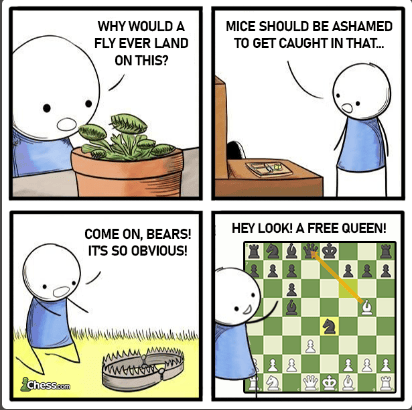 WHY WOULD A
FLY EVER LAND
ON THIS?
MICE SHOULD BE ASHAMED
TO GET CAUGHT IN THAT...
COME ON, BEARS!
IT'S SO OBVIOUS!
iChess.com
HEY LOOK! A FREE QUEEN!